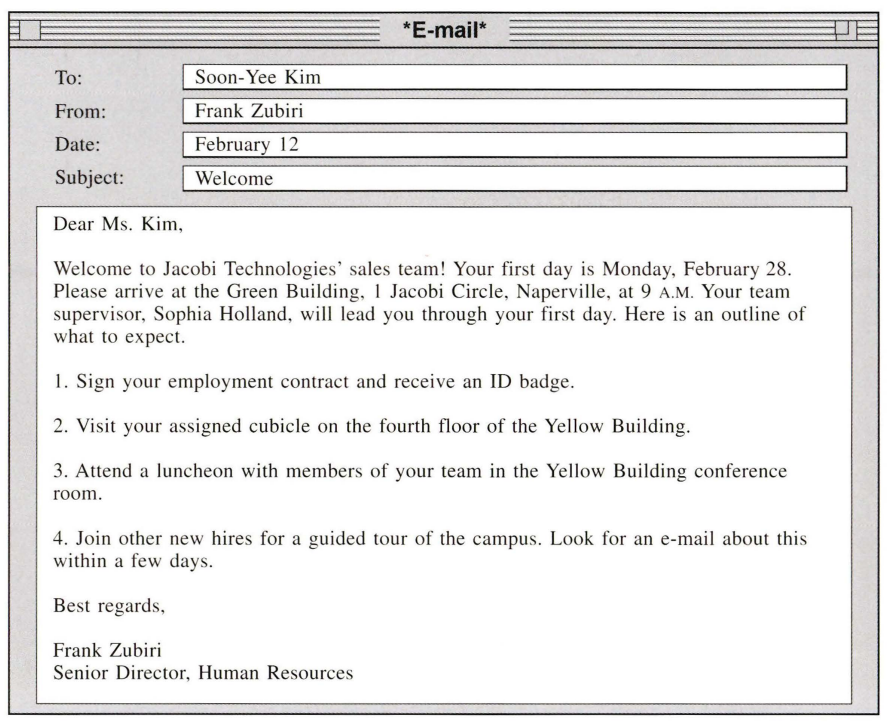 *E-mail*
To: Soon-Yee Kim
From: Frank Zubiri
Date: February 12
Subject: Welcome
Dear Ms. Kim,
Welcome to Jacobi Technologies' sales team! Your first day is Monday, February 28.
Please arrive at the Green Building, 1 Jacobi Circle, Naperville, at 9 A.M. Your team
supervisor, Sophia Holland, will lead you through your first day. Here is an outline of
what to expect.
1. Sign your employment contract and receive an ID badge.
2. Visit your assigned cubicle on the fourth floor of the Yellow Building.
3. Attend a luncheon with members of your team in the Yellow Building conference
room.
4. Join other new hires for a guided tour of the campus. Look for an e-mail about this
within a few days.
Best regards,
Frank Zubiri
Senior Director, Human Resources